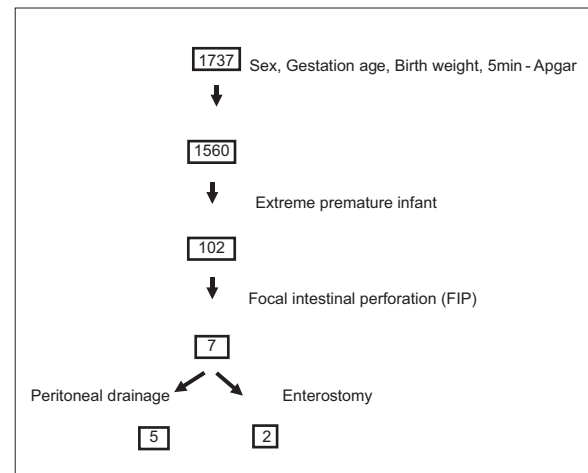 1737 Sex, Gestation age, Birth weight, 5min - Apgar
1560
Extreme premature infant
102
Focal intestinal perforation (FIP)
7
Peritoneal drainage Enterostomy
5 2